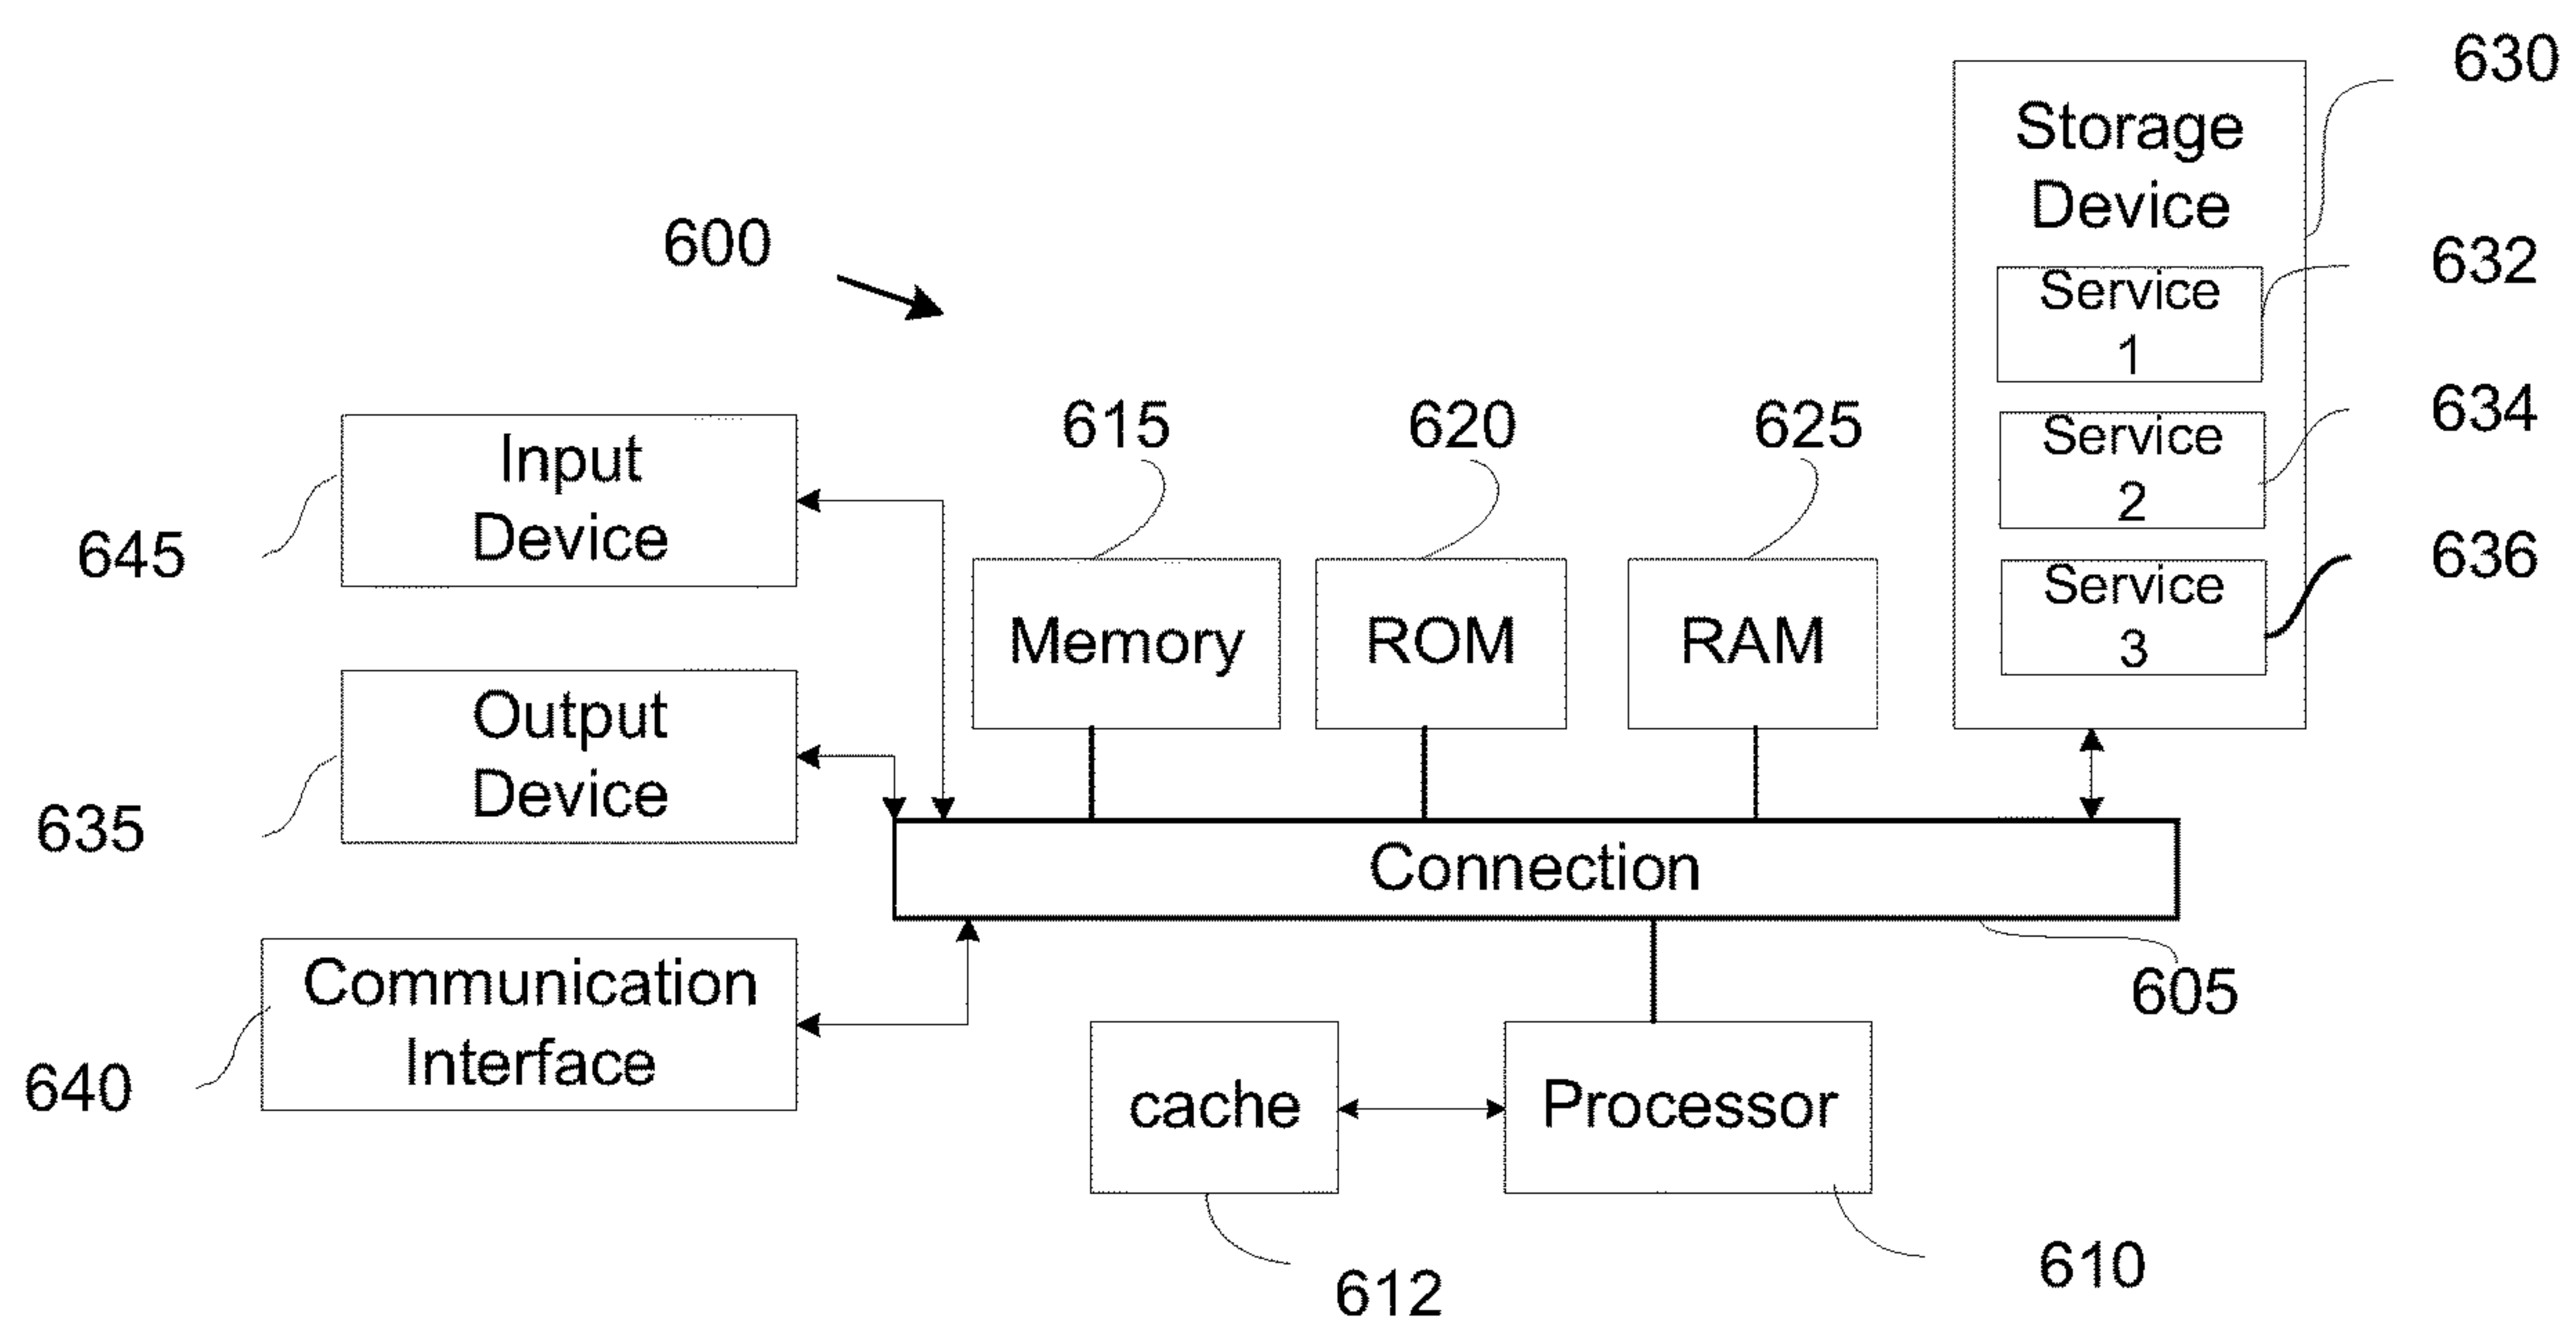 630
Storage
Device
600
632
Service
1
634
Service
2
636
Service
3
645
Input
Device
615
620
625
Memory
ROM
RAM
635
Output
Device
Connection
605
640
Communication
Interface
cache
Processor
612
610